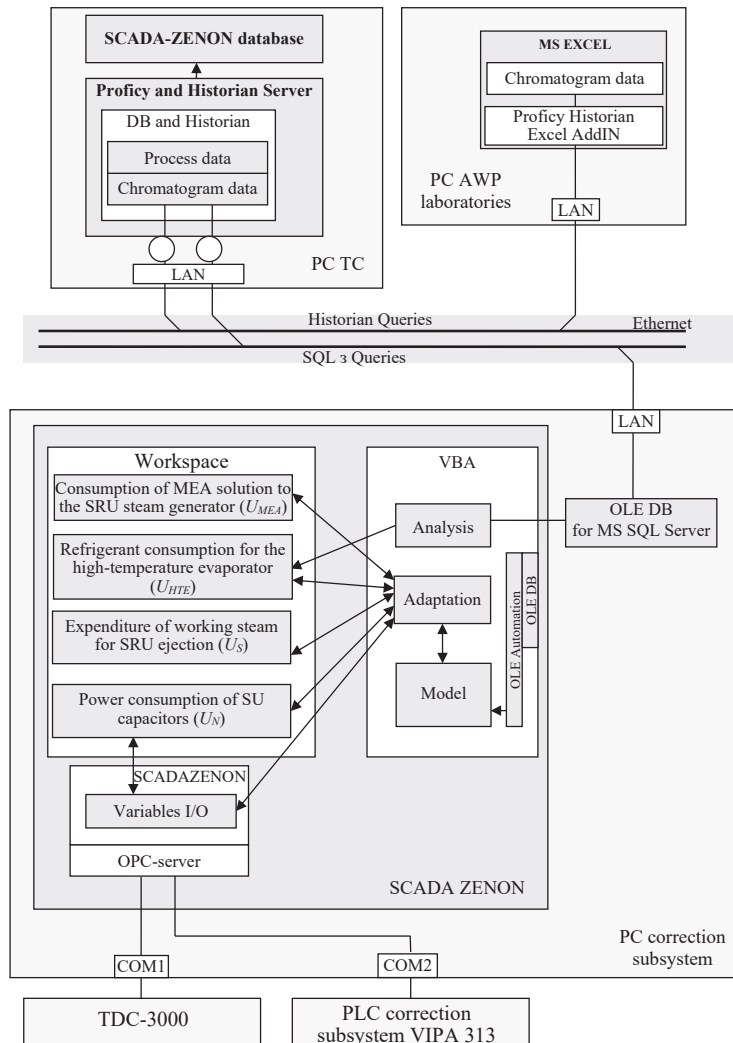 SCADA-ZENON database
Proficy and Historian Server
DB and Historian
Process data
Chromatogram data
LAN
PC TC
MS EXCEL
Chromatogram data
Proficy Historian
Excel AddIN
PC AWP
laboratories
LAN
Historian Queries
Ethernet
SQL з Queries
LAN
Workspace
Consumption of MEA solution to
the SRU steam generator (UMEA)
Refrigerant consumption for the
high-temperature evaporator
(UHTE)
Expenditure of working steam
for SRU ejection (US)
Power consumption of SU
capacitors (UN)
VBA
Analysis
Adaptation
Model
OLE Automation
OLE DB
OLE DB
for MS SQL Server
SCADAZENON
Variables I/O
OPC-server
SCADA ZENON
PC correction
subsystem
COM1
COM2
TDC-3000
PLC correction
subsystem VIPA 313